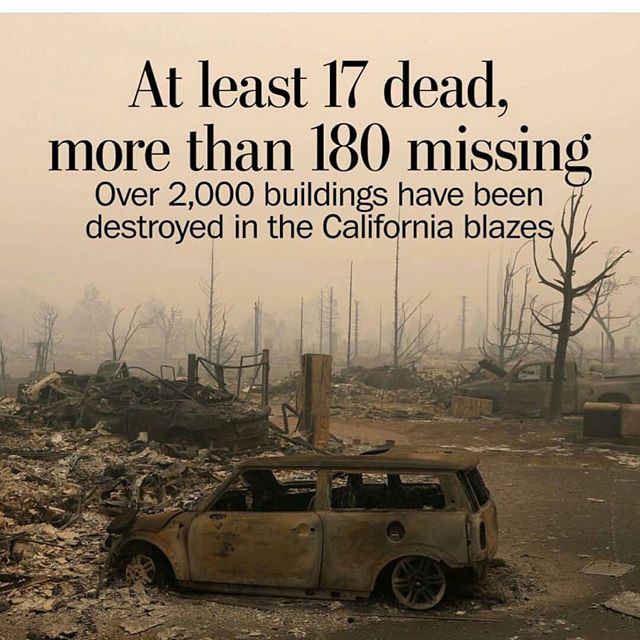 At least 17 dead,
more than 180 missing
Over 2,000 buildings have been
destroyed in the California blazes